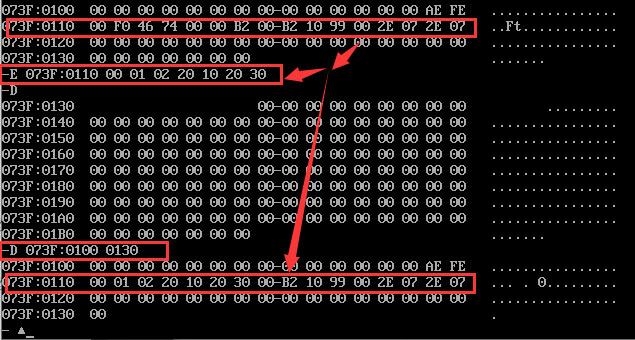 073F:0100  00 00 00 00 00 00 00 00-00 00 00 00 00 00 AE FE   ................
073F:0110  00 F0 46 74 00 00 B2 00-B2 10 99 00 2E 07 2E 07   ..Ft............
073F:0120  00 00 00 00 00 00 00 00-00 00 00 00 00 00 00 00   ................
073F:0130  00 00 00 00 00 00 00   .......
-E 073F:0110 00 01 02 20 10 20 30
-D
073F:0130                       00-00 00 00 00 00 00 00 00          .........
073F:0140  00 00 00 00 00 00 00 00-00 00 00 00 00 00 00 00   ................
073F:0150  00 00 00 00 00 00 00 00-00 00 00 00 00 00 00 00   ................
073F:0160  00 00 00 00 00 00 00 00-00 00 00 00 00 00 00 00   ................
073F:0170  00 00 00 00 00 00 00 00-00 00 00 00 00 00 00 00   ................
073F:0180  00 00 00 00 00 00 00 00-00 00 00 00 00 00 00 00   ................
073F:0190  00 00 00 00 00 00 00 00-00 00 00 00 00 00 00 00   ................
073F:01A0  00 00 00 00 00 00 00 00-00 00 00 00 00 00 00 00   ................
073F:01B0  00 00 00 00 00 00 00   .......
-D 073F:0100 0130
073F:0100  00 00 00 00 00 00 00 00-00 00 00 00 00 00 AE FE   ................
073F:0110  00 01 02 20 10 20 30 00-B2 10 99 00 2E 07 2E 07   ... . 0.........
073F:0120  00 00 00 00 00 00 00 00-00 00 00 00 00 00 00 00   ................
073F:0130  00   .
- ▲_